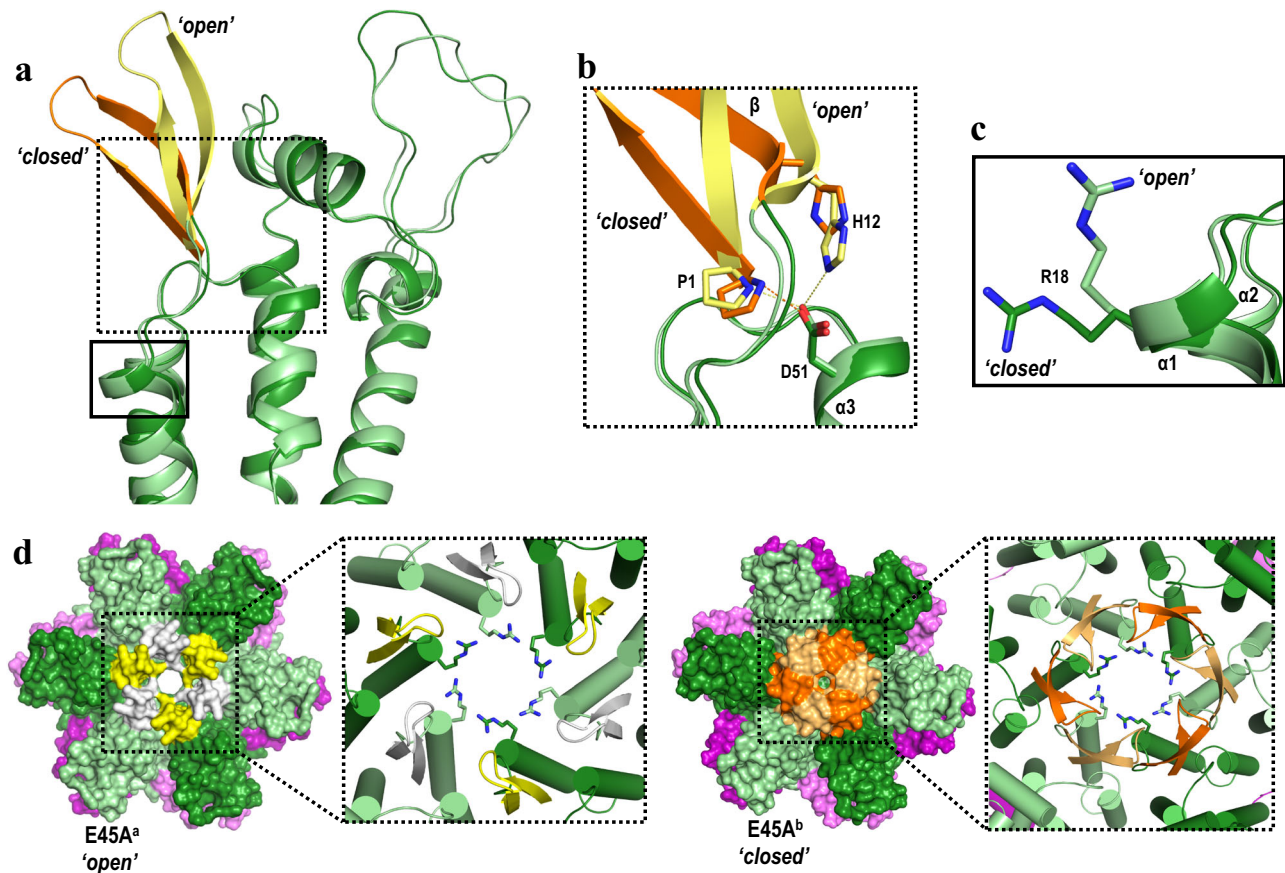 a
'open'
'closed'
b
β
'open'
'closed'
H12
P1
D51
α3
c
'open'
R18
α2
'closed'
α1
d
E45Aᵃ
'open'
E45Aᵇ
'closed'